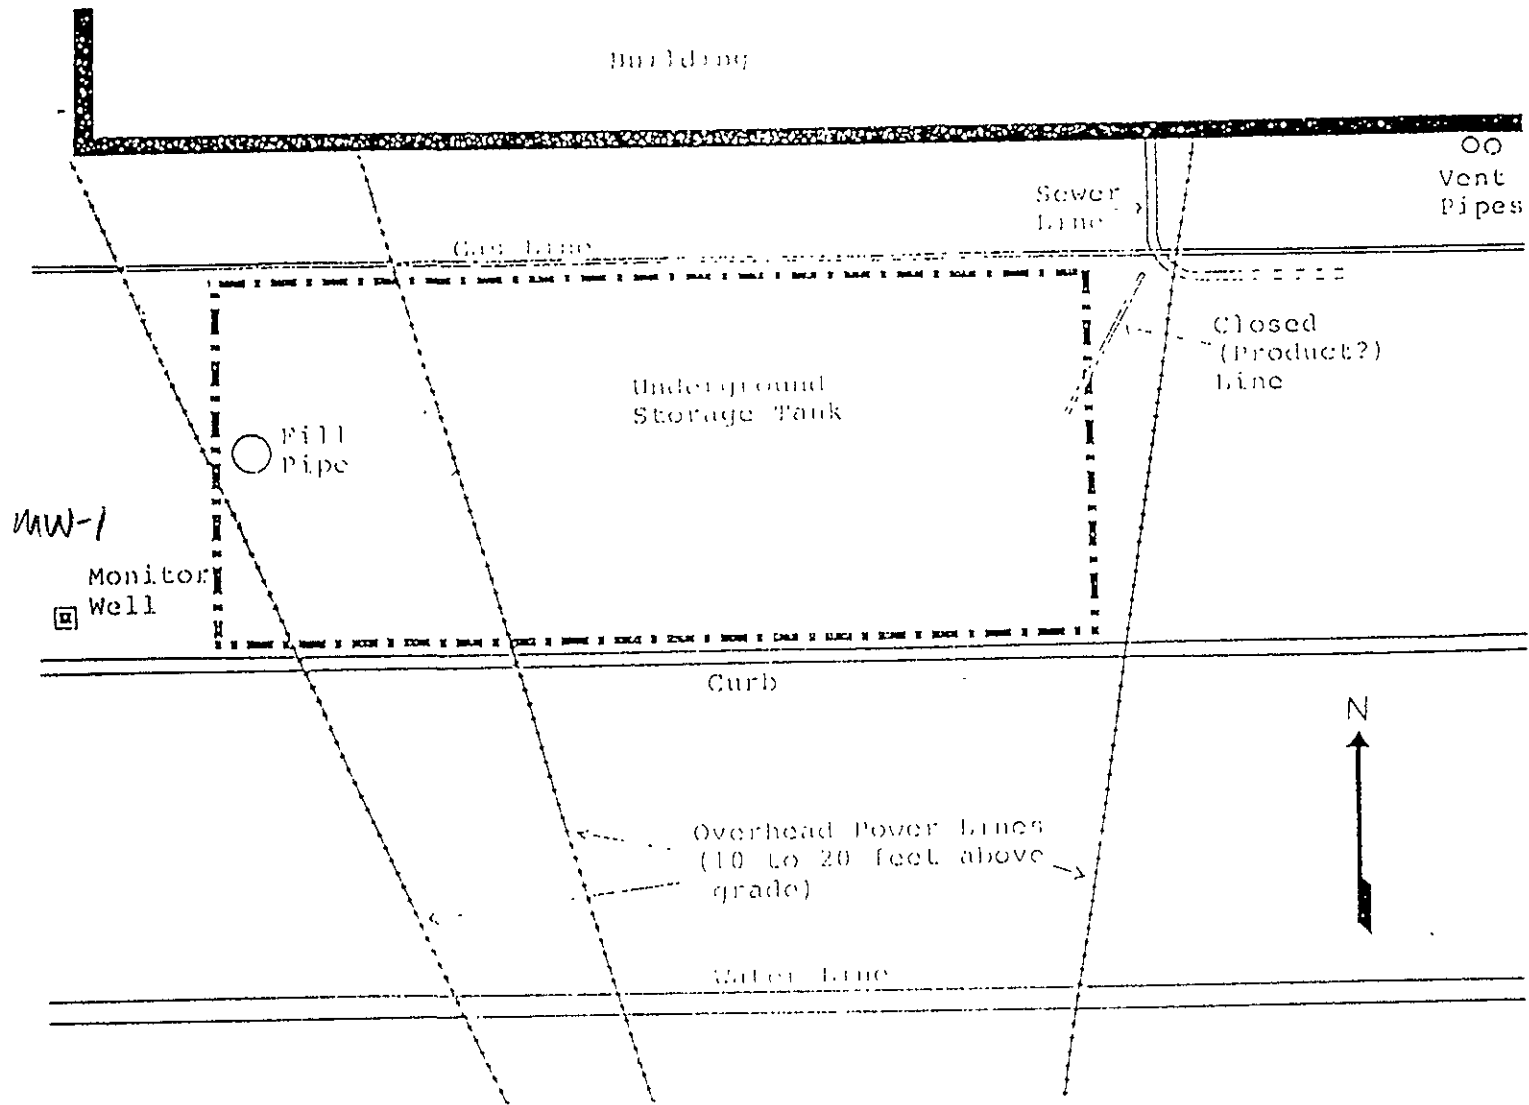 Building
Sewer
Line
Vent
Pipes
Gas Line
Closed
(Product?)
Line
Underground
Storage Tank
Fill
Pipe
MW-1
Monitor
Well
Curb
N
Overhead Power Lines
(10 to 20 feet above
grade)
Water Line